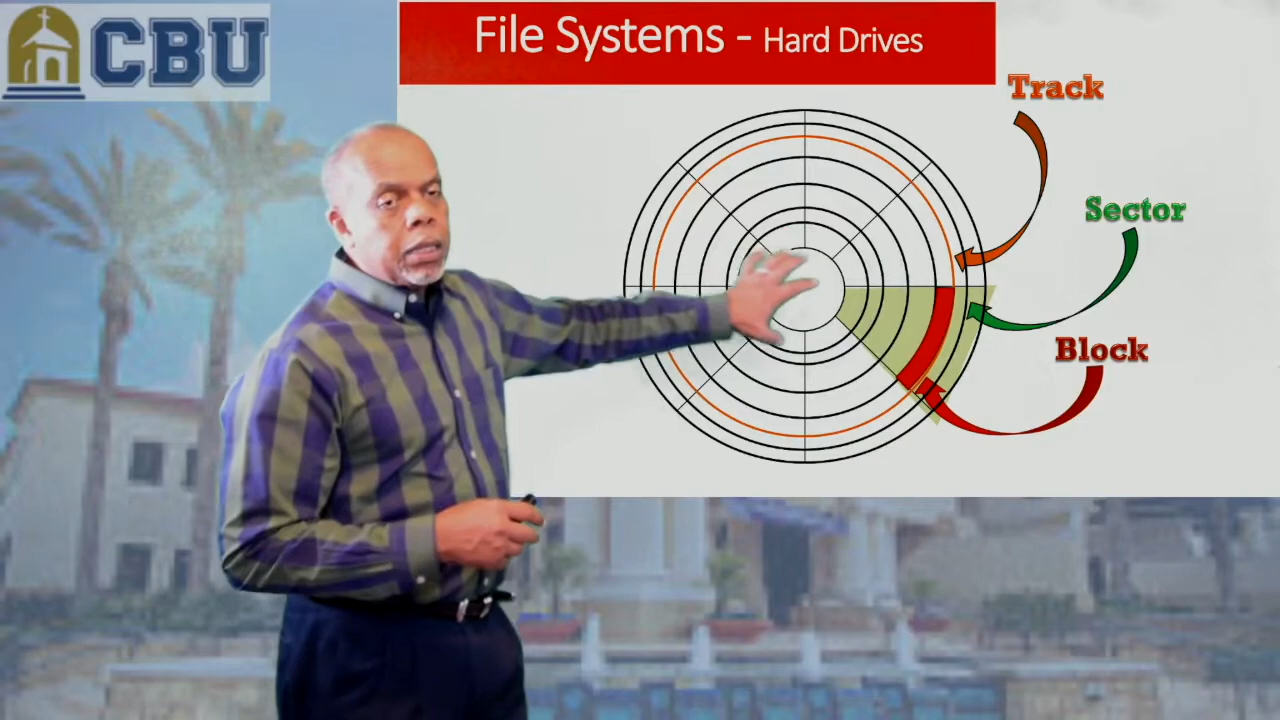 CBU
File Systems - Hard Drives
Track
Sector
Block